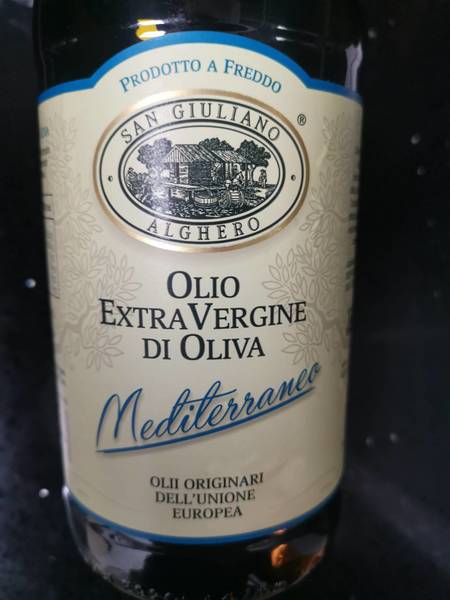 PRODOTTO A FREDDO
SAN GIULIANO ®
ALGHERO
OLIO
EXTRAVERGINE
DI OLIVA
Mediterraneo
OLII ORIGINARI
DELL'UNIONE
EUROPEA